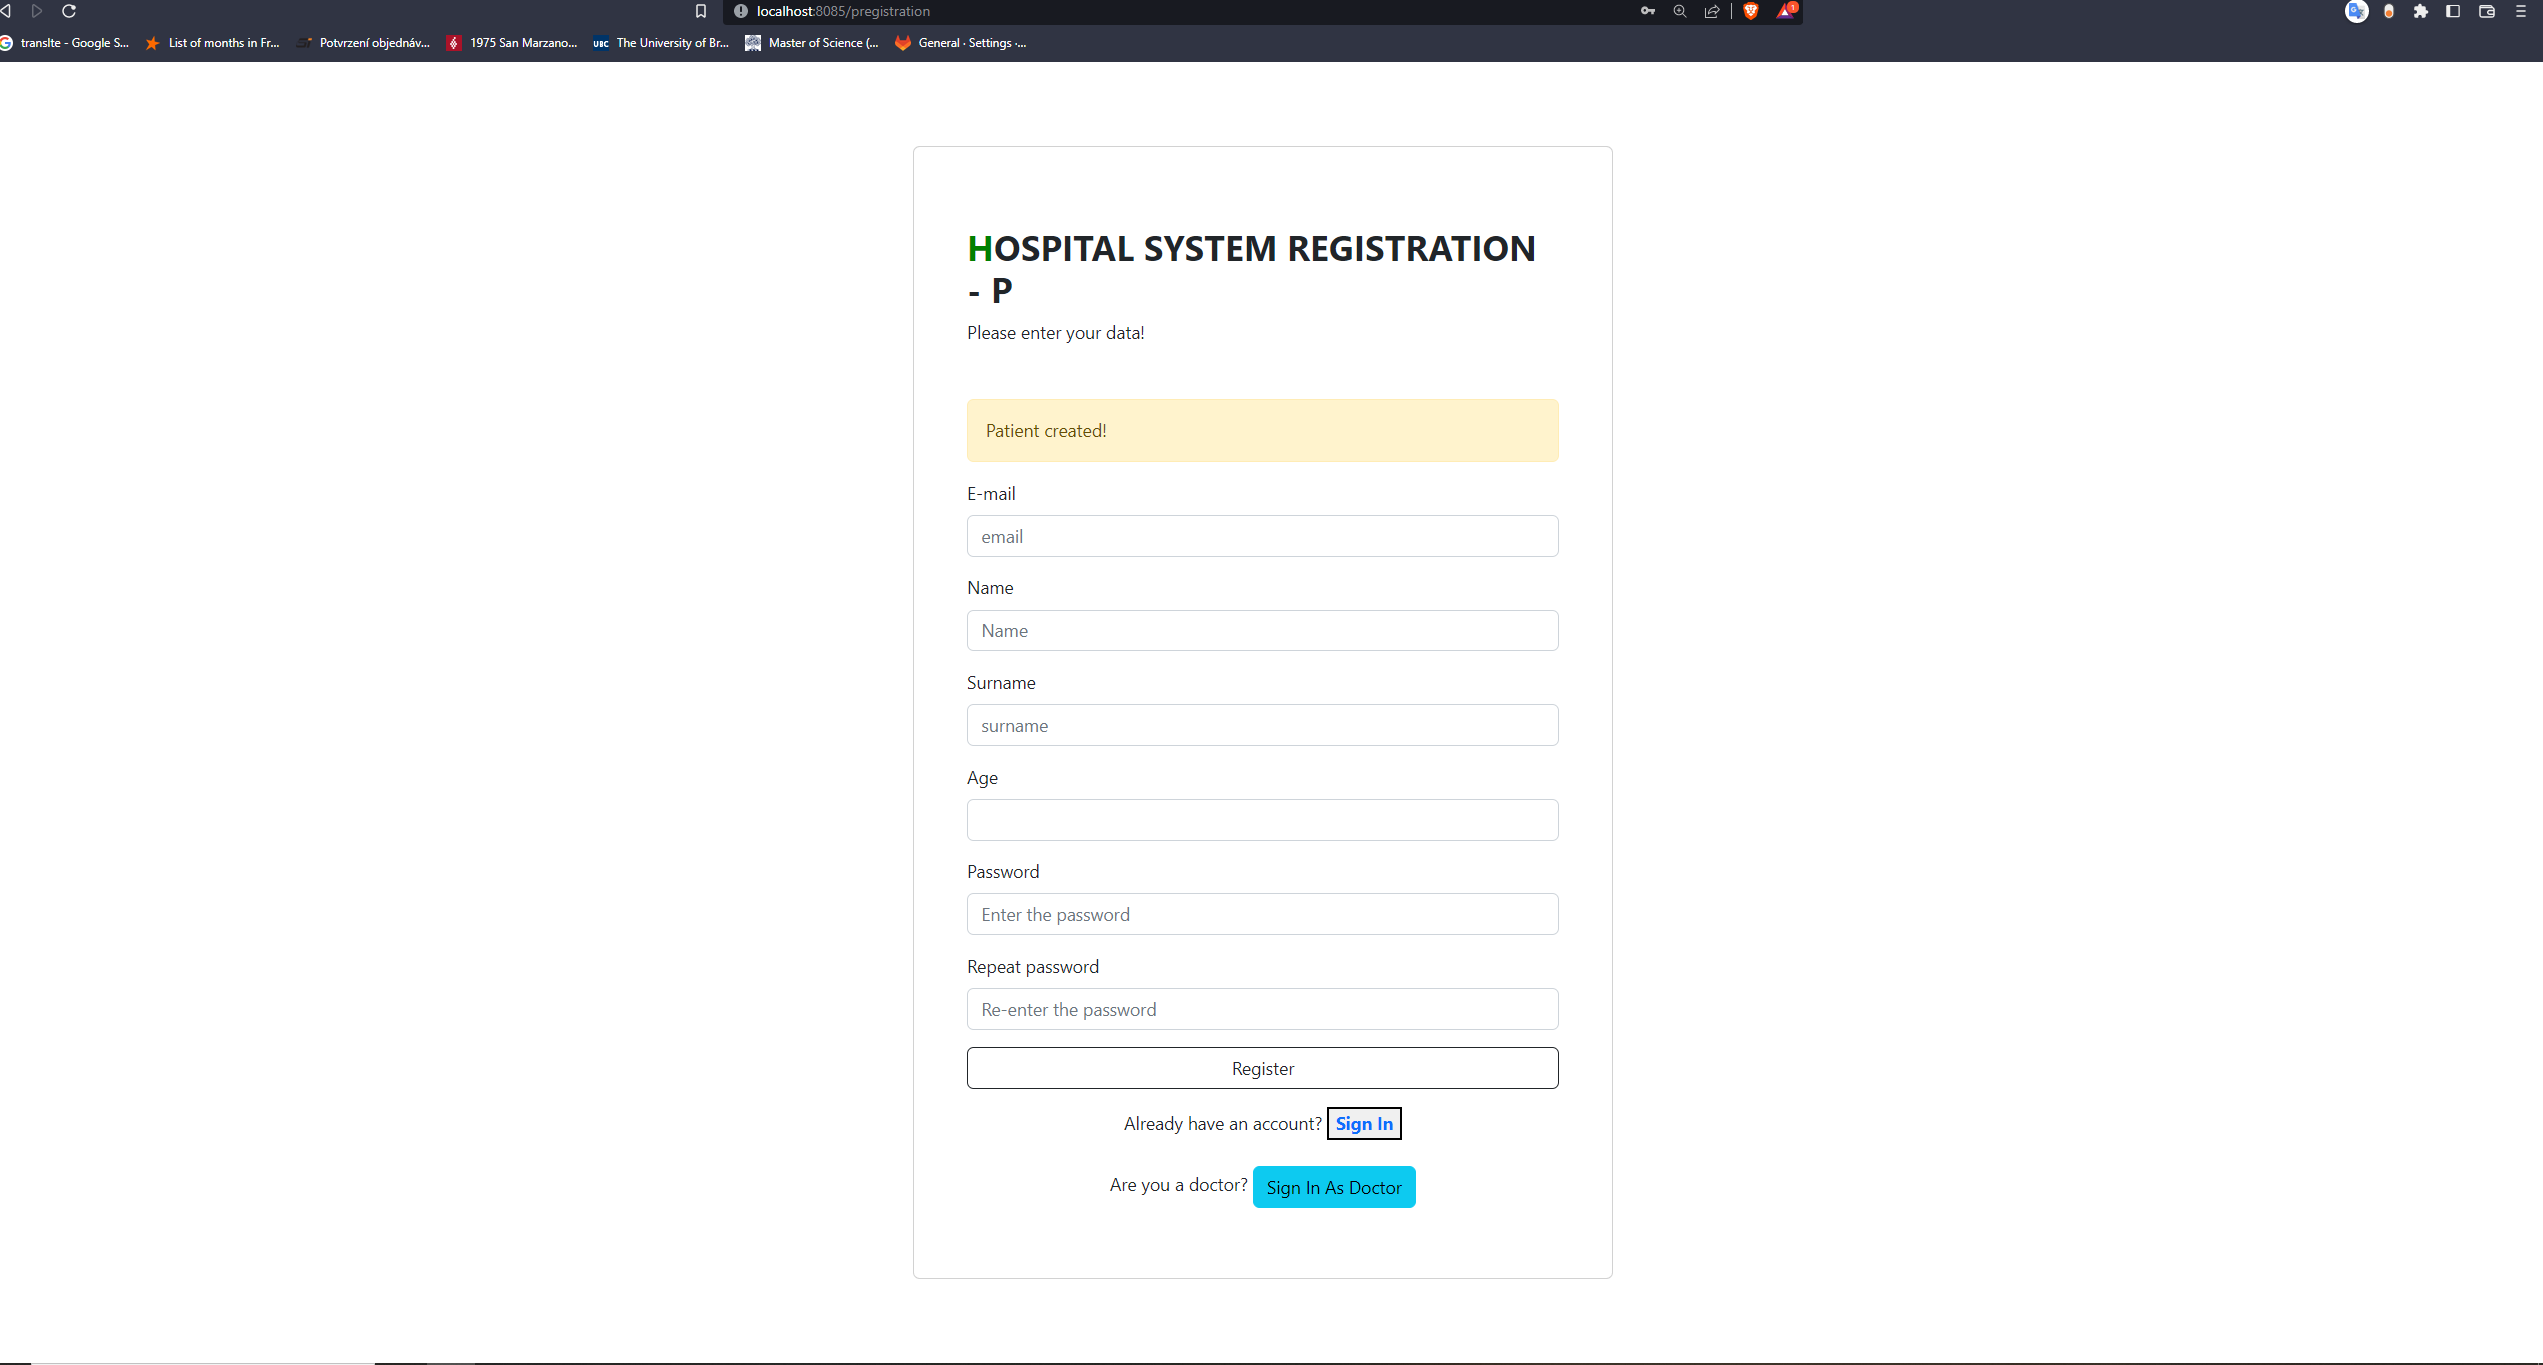 localhost:8085/pregistration
1
translte - Google S...
List of months in Fr...
Potvrzení objednáv...
1975 San Marzano...
UBC
The University of Br...
Master of Science (...
General · Settings ·...
HOSPITAL SYSTEM REGISTRATION
- P
Please enter your data!
Patient created!
E-mail
email
Name
Name
Surname
surname
Age
Password
Enter the password
Repeat password
Re-enter the password
Register
Already have an account? Sign In
Are you a doctor? Sign In As Doctor